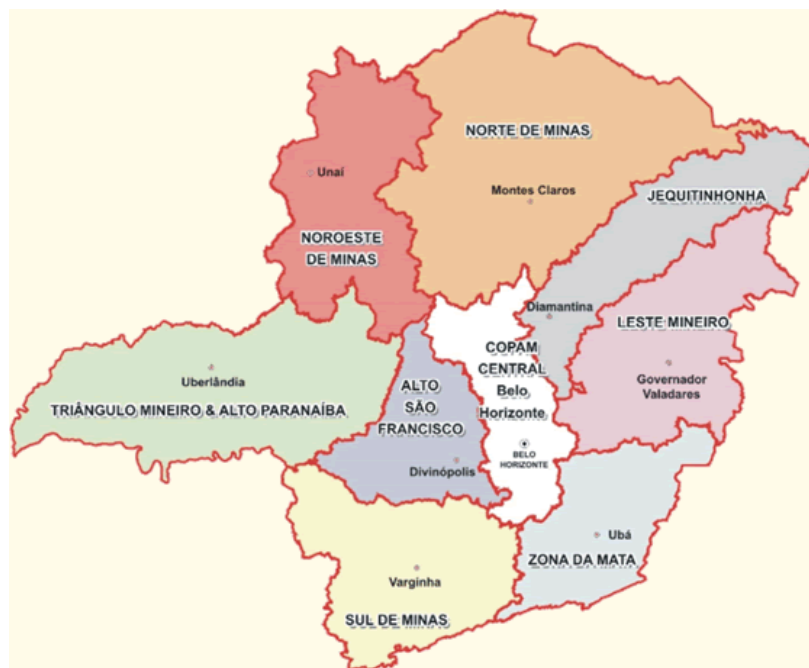 NORTE DE MINAS
Unaí
Montes Claros
JEQUITINHONHA
NOROESTE
DE MINAS
Diamantina
LESTE MINEIRO
COPAM
CENTRAL
Belo
Horizonte
Uberlândia
TRIÂNGULO MINEIRO & ALTO PARANAÍBA
ALTO
SÃO
FRANCISCO
Governador
Valadares
BELO
HORIZONTE
Divinópolis
Ubá
ZONA DA MATA
Varginha
SUL DE MINAS